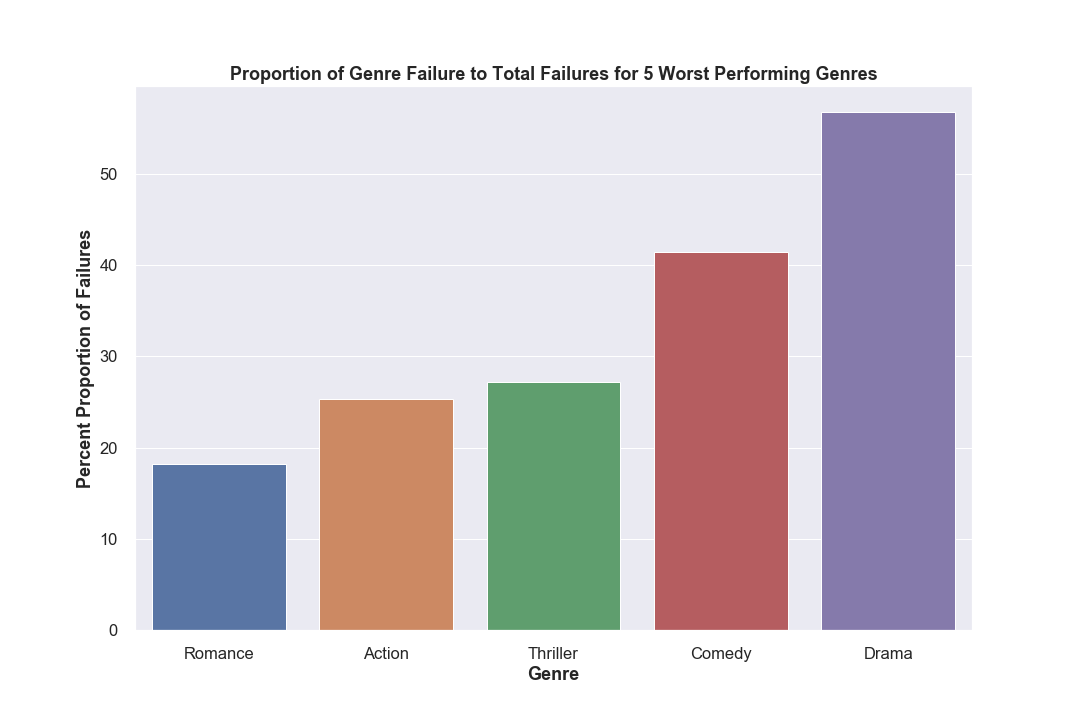 Proportion of Genre Failure to Total Failures for 5 Worst Performing Genres
Percent Proportion of Failures
50
40
30
20
10
0
Romance Action Thriller Comedy Drama
Genre